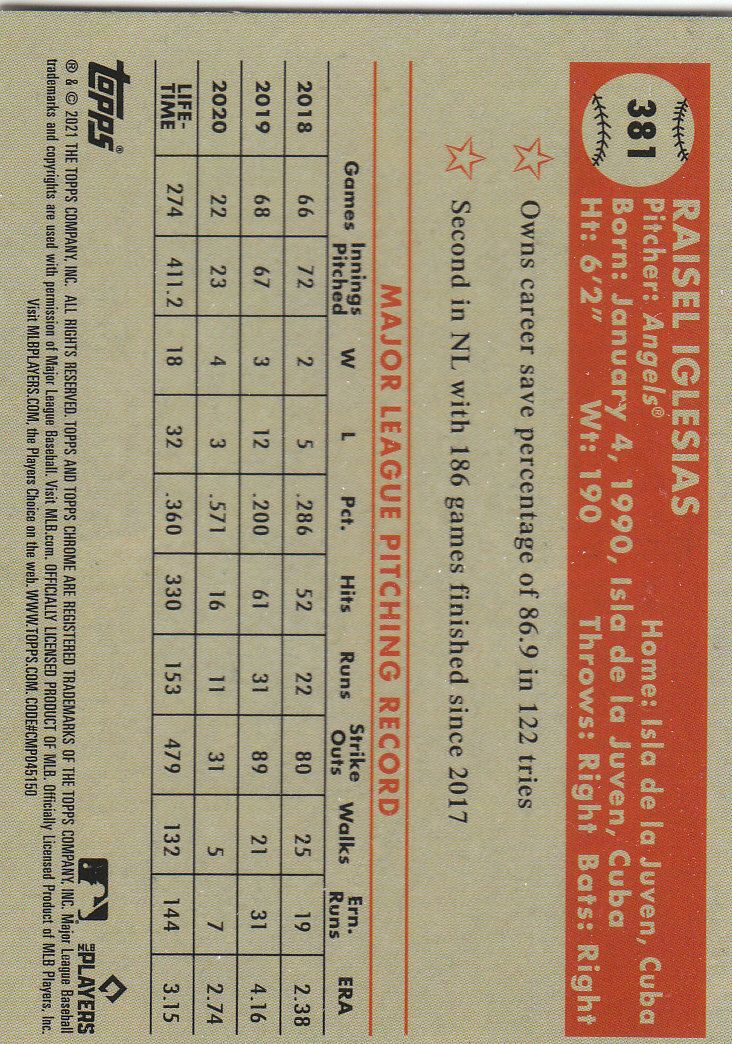 381
RAISEL IGLESIAS
Pitcher: Angels® Home: Isla de la Juven, Cuba
Born: January 4, 1990, Isla de la Juven, Cuba
Ht: 6'2" Wt: 190 Throws: Right Bats: Right
Owns career save percentage of 86.9 in 122 tries
Second in NL with 186 games finished since 2017
MAJOR LEAGUE PITCHING RECORD
Games Innings Pitched W L Pct. Hits Runs Strike Outs Walks Ern. Runs ERA
2018 66 72 2 5 .286 52 22 80 25 19 2.38
2019 68 67 3 12 .200 61 31 89 21 31 4.16
2020 22 23 4 3 .571 16 11 31 5 7 2.74
LIFE-TIME 274 411.2 18 32 .360 330 153 479 132 144 3.15
topps®
MLB PLAYERS
® & © 2021 THE TOPPS COMPANY, INC. ALL RIGHTS RESERVED. TOPPS AND TOPPS CHROME ARE REGISTERED TRADEMARKS OF THE TOPPS COMPANY, INC. Major League Baseball
trademarks and copyrights are used with permission of Major League Baseball. Visit MLB.com. OFFICIALLY LICENSED PRODUCT OF MLB. Officially Licensed Product of MLB Players, Inc.
Visit MLBPLAYERS.COM, the Players Choice on the web. WWW.TOPPS.COM. CODE#CMP045150